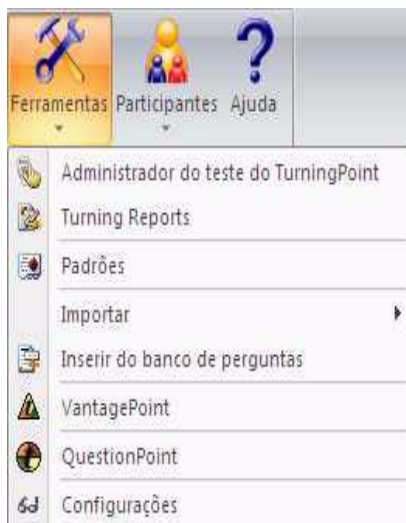 Ferramentas Participantes Ajuda
Administrador do teste do TurningPoint
Turning Reports
Padrões
Importar
Inserir do banco de perguntas
VantagePoint
QuestionPoint
Configurações